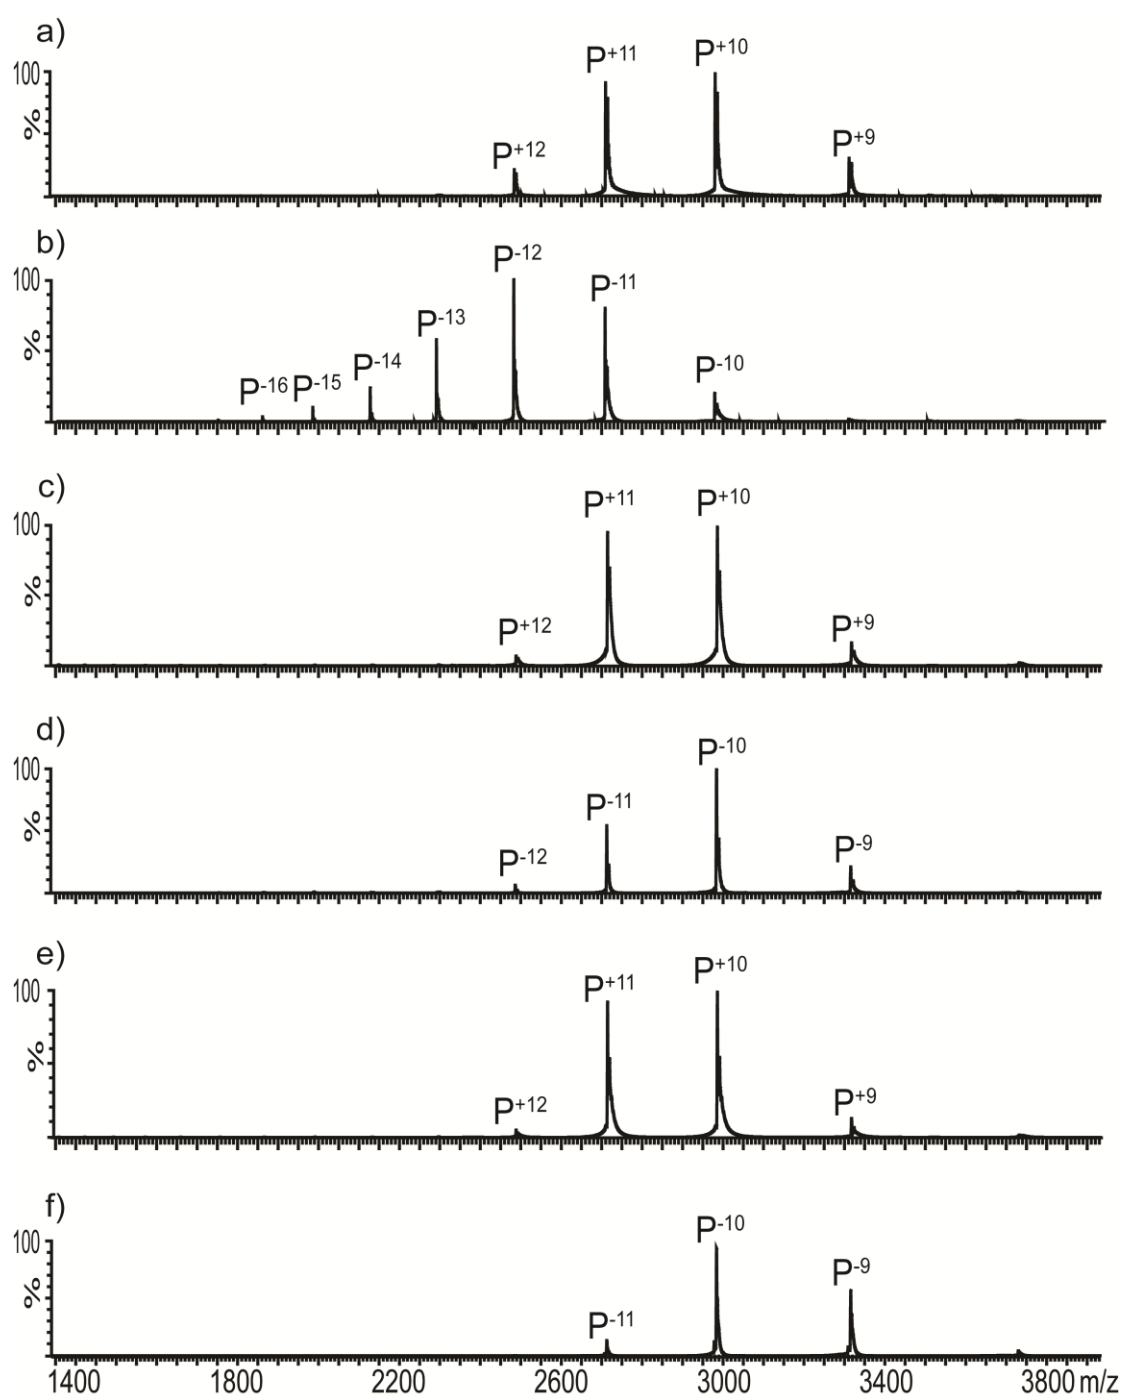 a)
P+11 P+10
100
P+12 P+9
%
b)
P-12
100
P-11
P-13
%
P-14 P-10
P-16 P-15
c)
P+11 P+10
100
%
P+12 P+9
d)
P-10
100
P-11
%
P-12 P-9
e)
P+11 P+10
100
%
P+12 P+9
f)
P-10
100
P-9
%
P-11
1400 1800 2200 2600 3000 3400 3800 m/z